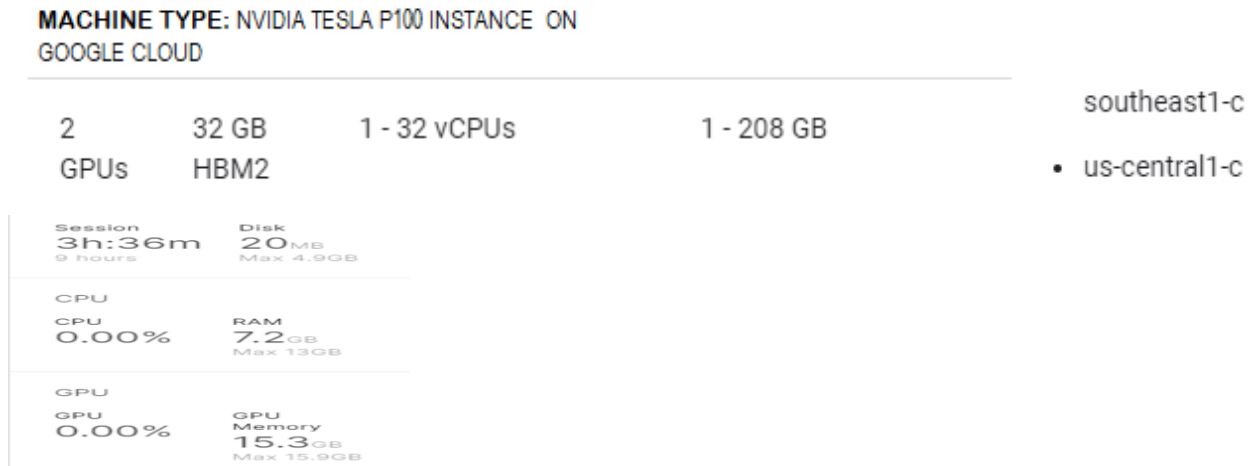 MACHINE TYPE: NVIDIA TESLA P100 INSTANCE ON
GOOGLE CLOUD
southeast1-c
2 32 GB 1 - 32 vCPUs 1 - 208 GB
GPUs HBM2
• us-central1-c
Session Disk
3h:36m 20MB
9 hours Max 4.9GB
CPU
CPU RAM
0.00% 7.2GB
Max 13GB
GPU
GPU GPU
Memory
0.00% 15.3GB
Max 15.9GB